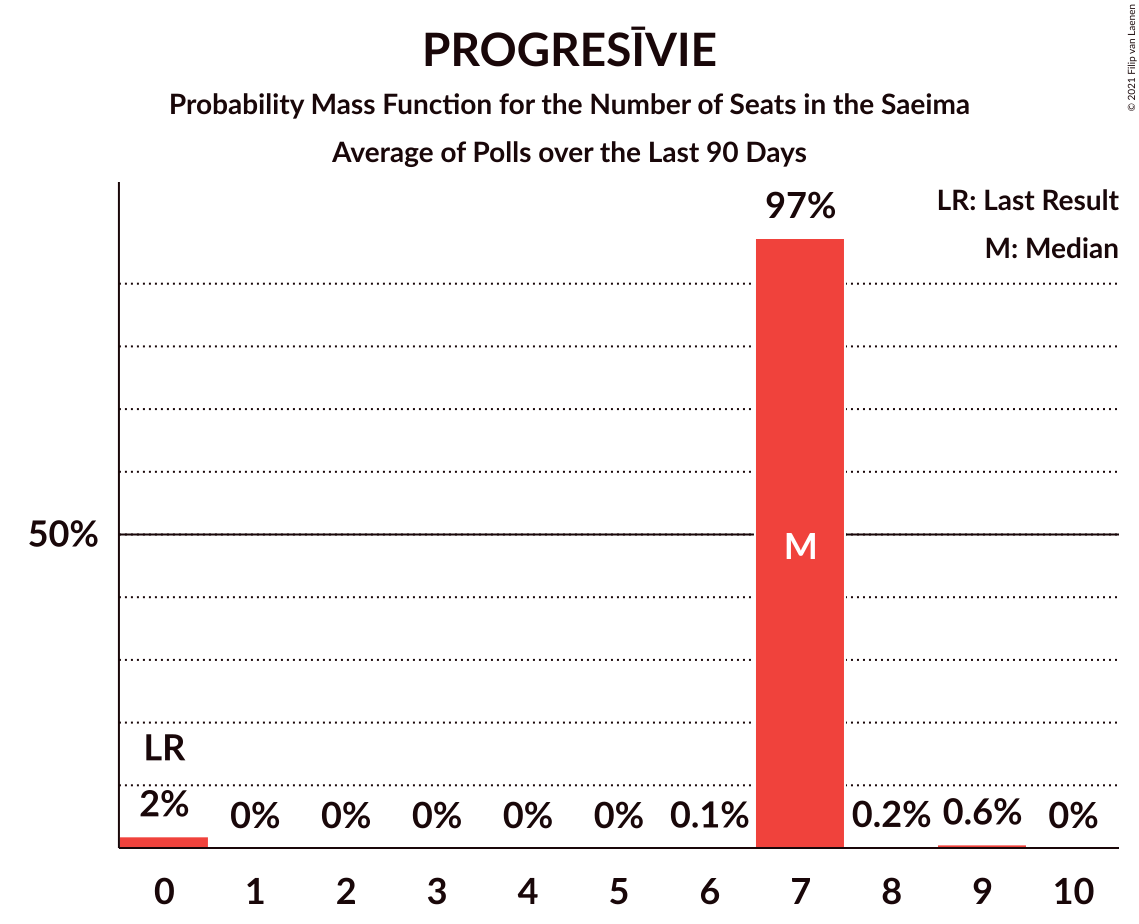 PROGRESĪVIE
Probability Mass Function for the Number of Seats in the Saeima
Average of Polls over the Last 90 Days
© 2021 Filip van Laenen
LR: Last Result
M: Median
97%
50%
M
LR
2% 0% 0% 0% 0% 0% 0.1% 0.2% 0.6% 0%
0 1 2 3 4 5 6 7 8 9 10